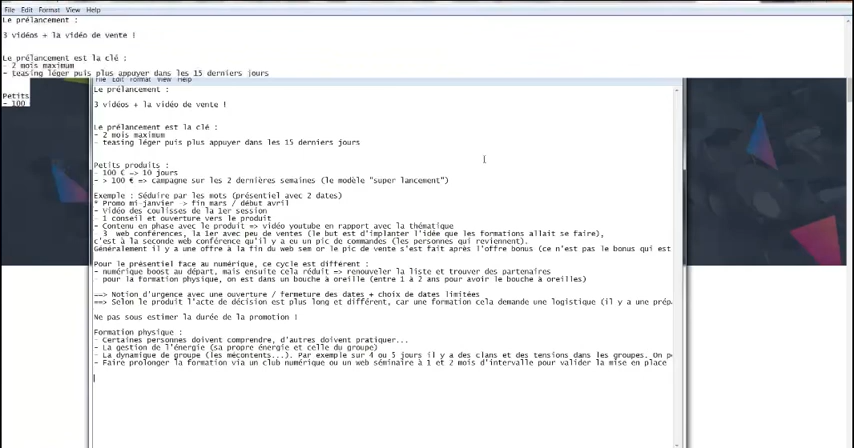 File Edit Format View Help
Le prélancement :
3 vidéos + la vidéo de vente !
Le prélancement est la clé :
- 2 mois maximum
- teasing léger puis plus appuyer dans les 15 derniers jours
Petits
- 100
File Edit Format View Help
Le prélancement :
3 vidéos + la vidéo de vente !
Le prélancement est la clé :
- 2 mois maximum
- teasing léger puis plus appuyer dans les 15 derniers jours
Petits produits :
- 100 € => 10 jours
- > 100 € => campagne sur les 2 dernières semaines (le modèle "super lancement")
Exemple : Séduire par les mots (présentiel avec 2 dates)
* Promo mi-janvier -> fin mars / début avril
- Vidéo des coulisses de la 1er session
- 1 conseil et ouverture vers le produit
- Contenu en phase avec le produit => vidéo youtube en rapport avec la thématique
- 3 web conférences, la 1er avec peu de ventes (le but est d'implanter l'idée que les formations allait se faire),
c'est à la seconde web conférence qu'il y a eu un pic de commandes (les personnes qui reviennent).
Généralement il y a une offre à la fin du web sem or le pic de vente s'est fait après l'offre bonus (ce n'est pas le bonus qui est
Pour le présentiel face au numérique, ce cycle est différent :
- numérique boost au départ, mais ensuite cela réduit => renouveler la liste et trouver des partenaires
- pour la formation physique, on est dans un bouche à oreille (entre 1 à 2 ans pour avoir le bouche à oreilles)
==> Notion d'urgence avec une ouverture / fermeture des dates + choix de dates limitées
==> Selon le produit l'acte de décision est plus long et différent, car une formation cela demande une logistique (il y a une prép
Ne pas sous estimer la durée de la promotion !
Formation physique :
- Certaines personnes doivent comprendre, d'autres doivent pratiquer...
- La gestion de l'énergie (sa propre énergie et celle du groupe)
- La dynamique de groupe (les mécontents...). Par exemple sur 4 ou 5 jours il y a des clans et des tensions dans les groupes. On p
- Faire prolonger la formation via un club numérique ou un web séminaire à 1 et 2 mois d'intervalle pour valider la mise en place